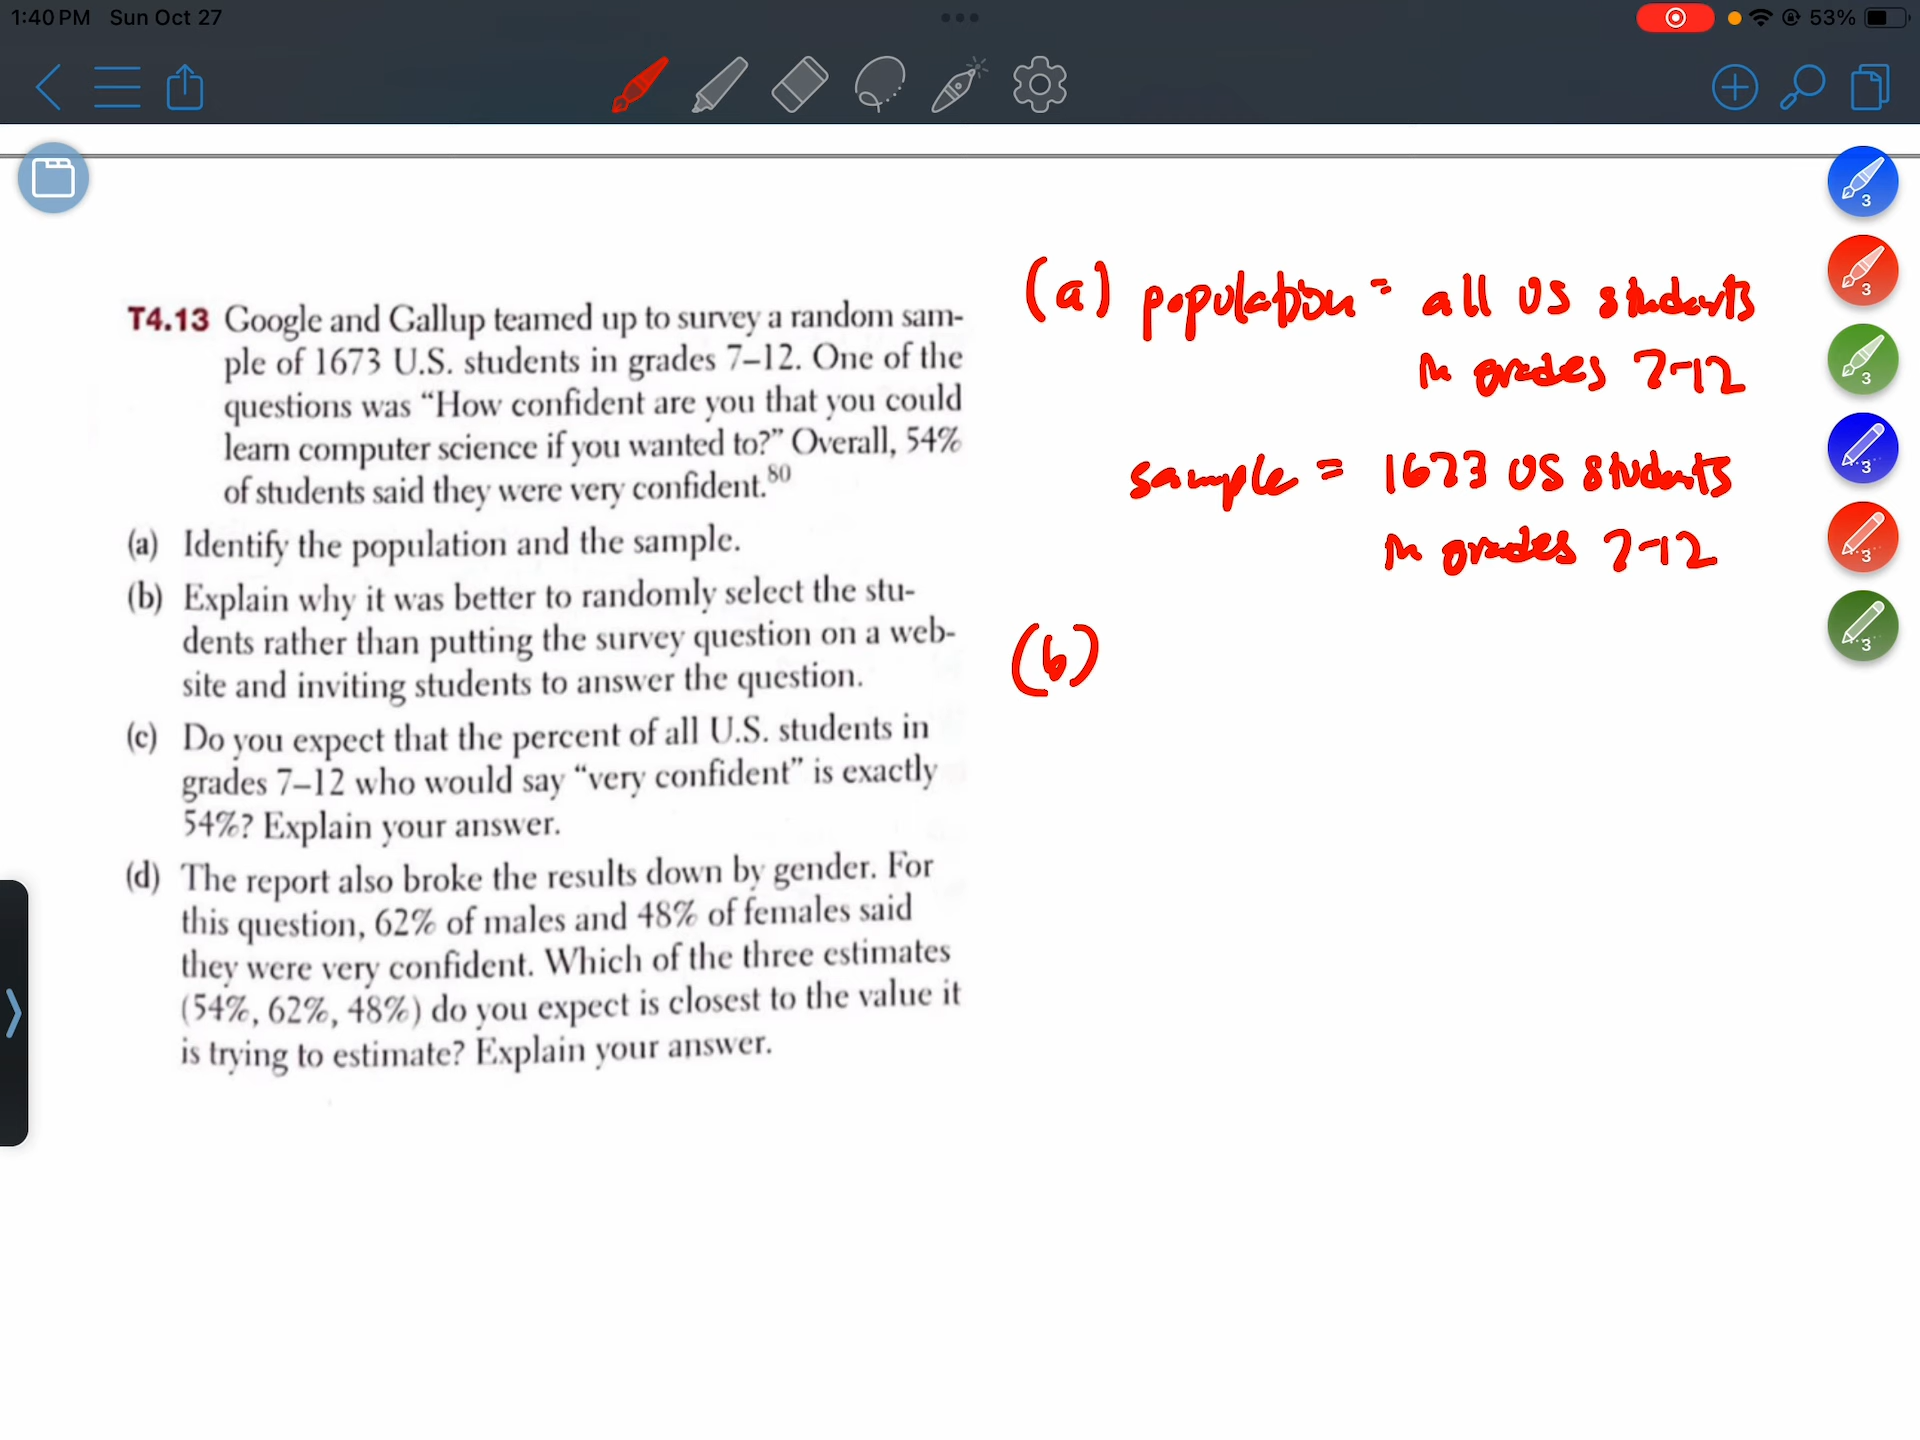 1:40 PM Sun Oct 27
53%
T4.13 Google and Gallup teamed up to survey a random sam-
ple of 1673 U.S. students in grades 7–12. One of the
questions was “How confident are you that you could
learn computer science if you wanted to?” Overall, 54%
of students said they were very confident.80
(a) Identify the population and the sample.
(b) Explain why it was better to randomly select the stu-
dents rather than putting the survey question on a web-
site and inviting students to answer the question.
(c) Do you expect that the percent of all U.S. students in
grades 7–12 who would say “very confident” is exactly
54%? Explain your answer.
(d) The report also broke the results down by gender. For
this question, 62% of males and 48% of females said
they were very confident. Which of the three estimates
(54%, 62%, 48%) do you expect is closest to the value it
is trying to estimate? Explain your answer.
(a) population = all US students
in grades 7-12
sample = 1673 US students
in grades 7-12
(b)
3
3
3
3
3
3